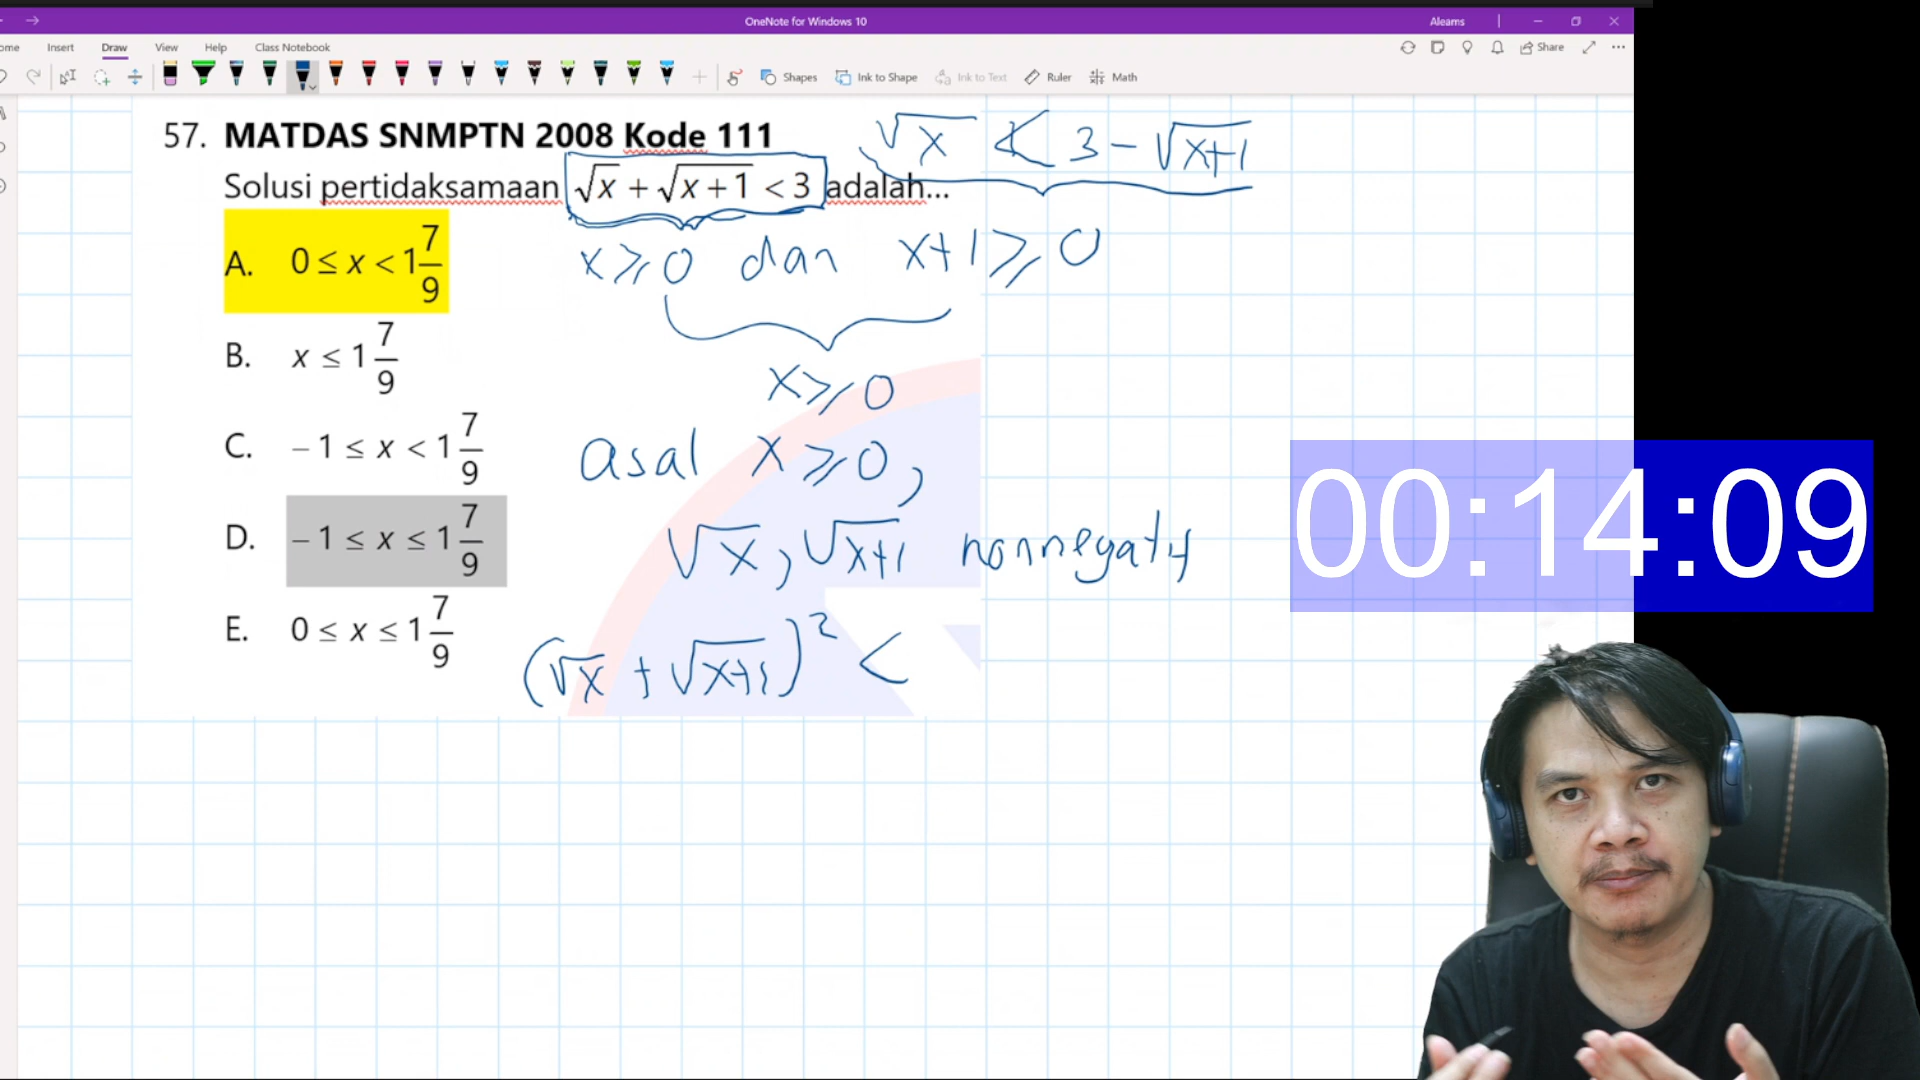 OneNote for Windows 10
Aleams
ome Insert Draw View Help Class Notebook
Share
Shapes Ink to Shape Ink to Text Ruler Math
57. MATDAS SNMPTN 2008 Kode 111
Solusi pertidaksamaan √x + √x+1 < 3 adalah...
√x < 3 - √x+1
A. 0 ≤ x < 1 7/9
B. x ≤ 1 7/9
C. -1 ≤ x < 1 7/9
D. -1 ≤ x ≤ 1 7/9
E. 0 ≤ x ≤ 1 7/9
x ≥ 0 dan x+1 ≥ 0
x ≥ 0
asal x ≥ 0,
√x, √x+1 nonnegatif
(√x + √x+1)² <
00:14:09